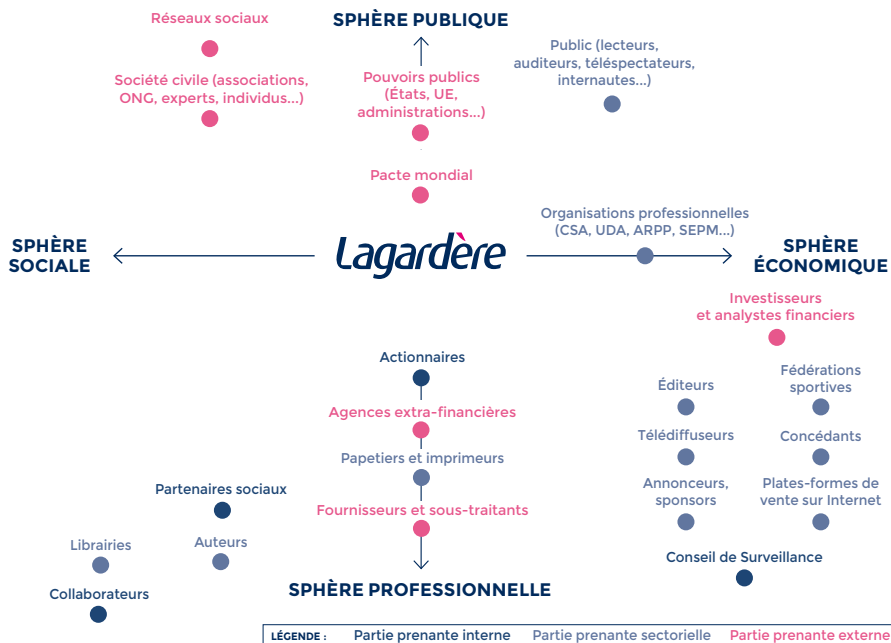 Réseaux sociaux
SPHÈRE PUBLIQUE
Public (lecteurs,
auditeurs, téléspectateurs,
internautes...)
Société civile (associations,
ONG, experts, individus...)
Pouvoirs publics
(États, UE,
administrations...)
Pacte mondial
Organisations professionnelles
(CSA, UDA, ARPP, SEPM...)
SPHÈRE
SOCIALE
Lagardère
SPHÈRE
ÉCONOMIQUE
Investisseurs
et analystes financiers
Actionnaires
Agences extra-financières
Papetiers et imprimeurs
Fournisseurs et sous-traitants
Éditeurs
Fédérations
sportives
Télédiffuseurs
Concédants
Annonceurs,
sponsors
Plates-formes de
vente sur Internet
Partenaires sociaux
Librairies
Auteurs
Collaborateurs
Conseil de Surveillance
SPHÈRE PROFESSIONNELLE
LÉGENDE : Partie prenante interne Partie prenante sectorielle Partie prenante externe